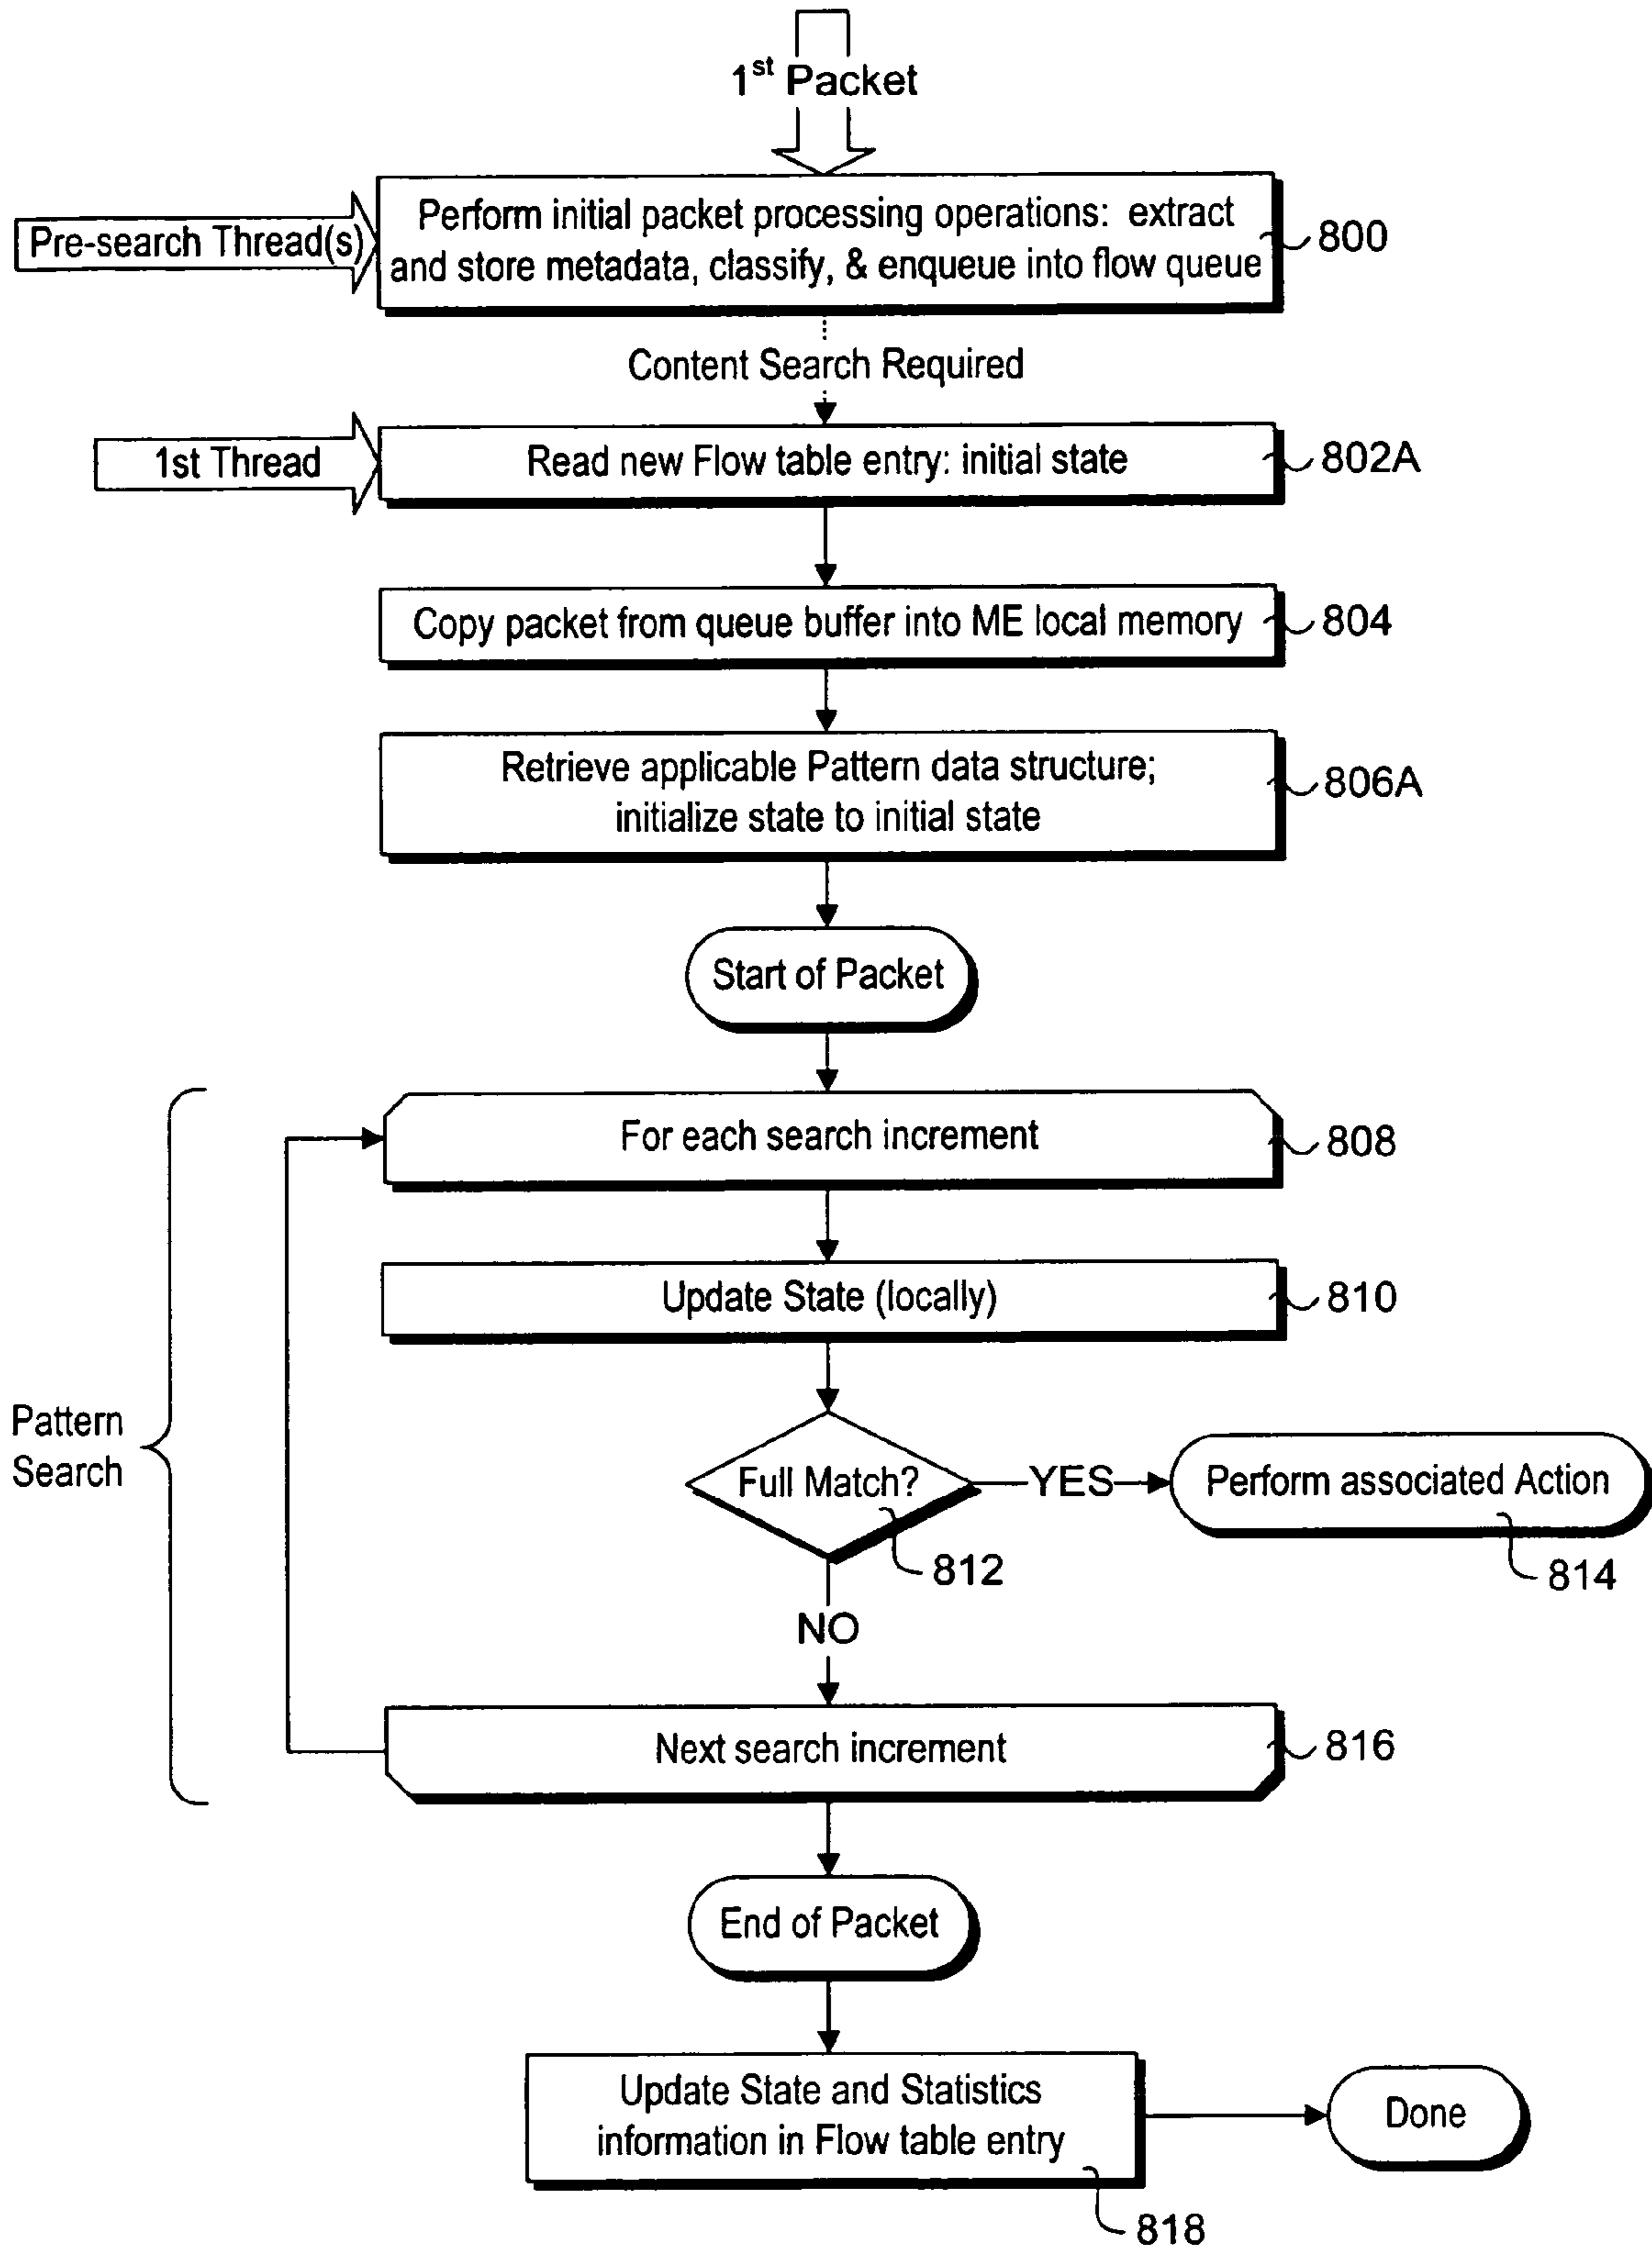 1st Packet
Pre-search Thread(s)
Perform initial packet processing operations: extract
and store metadata, classify, & enqueue into flow queue
800
Content Search Required
1st Thread
Read new Flow table entry: initial state
802A
Copy packet from queue buffer into ME local memory
804
Retrieve applicable Pattern data structure;
initialize state to initial state
806A
Start of Packet
For each search increment
808
Update State (locally)
810
Pattern
Search
Full Match?
YES
Perform associated Action
812
814
NO
Next search increment
816
End of Packet
Update State and Statistics
information in Flow table entry
Done
818